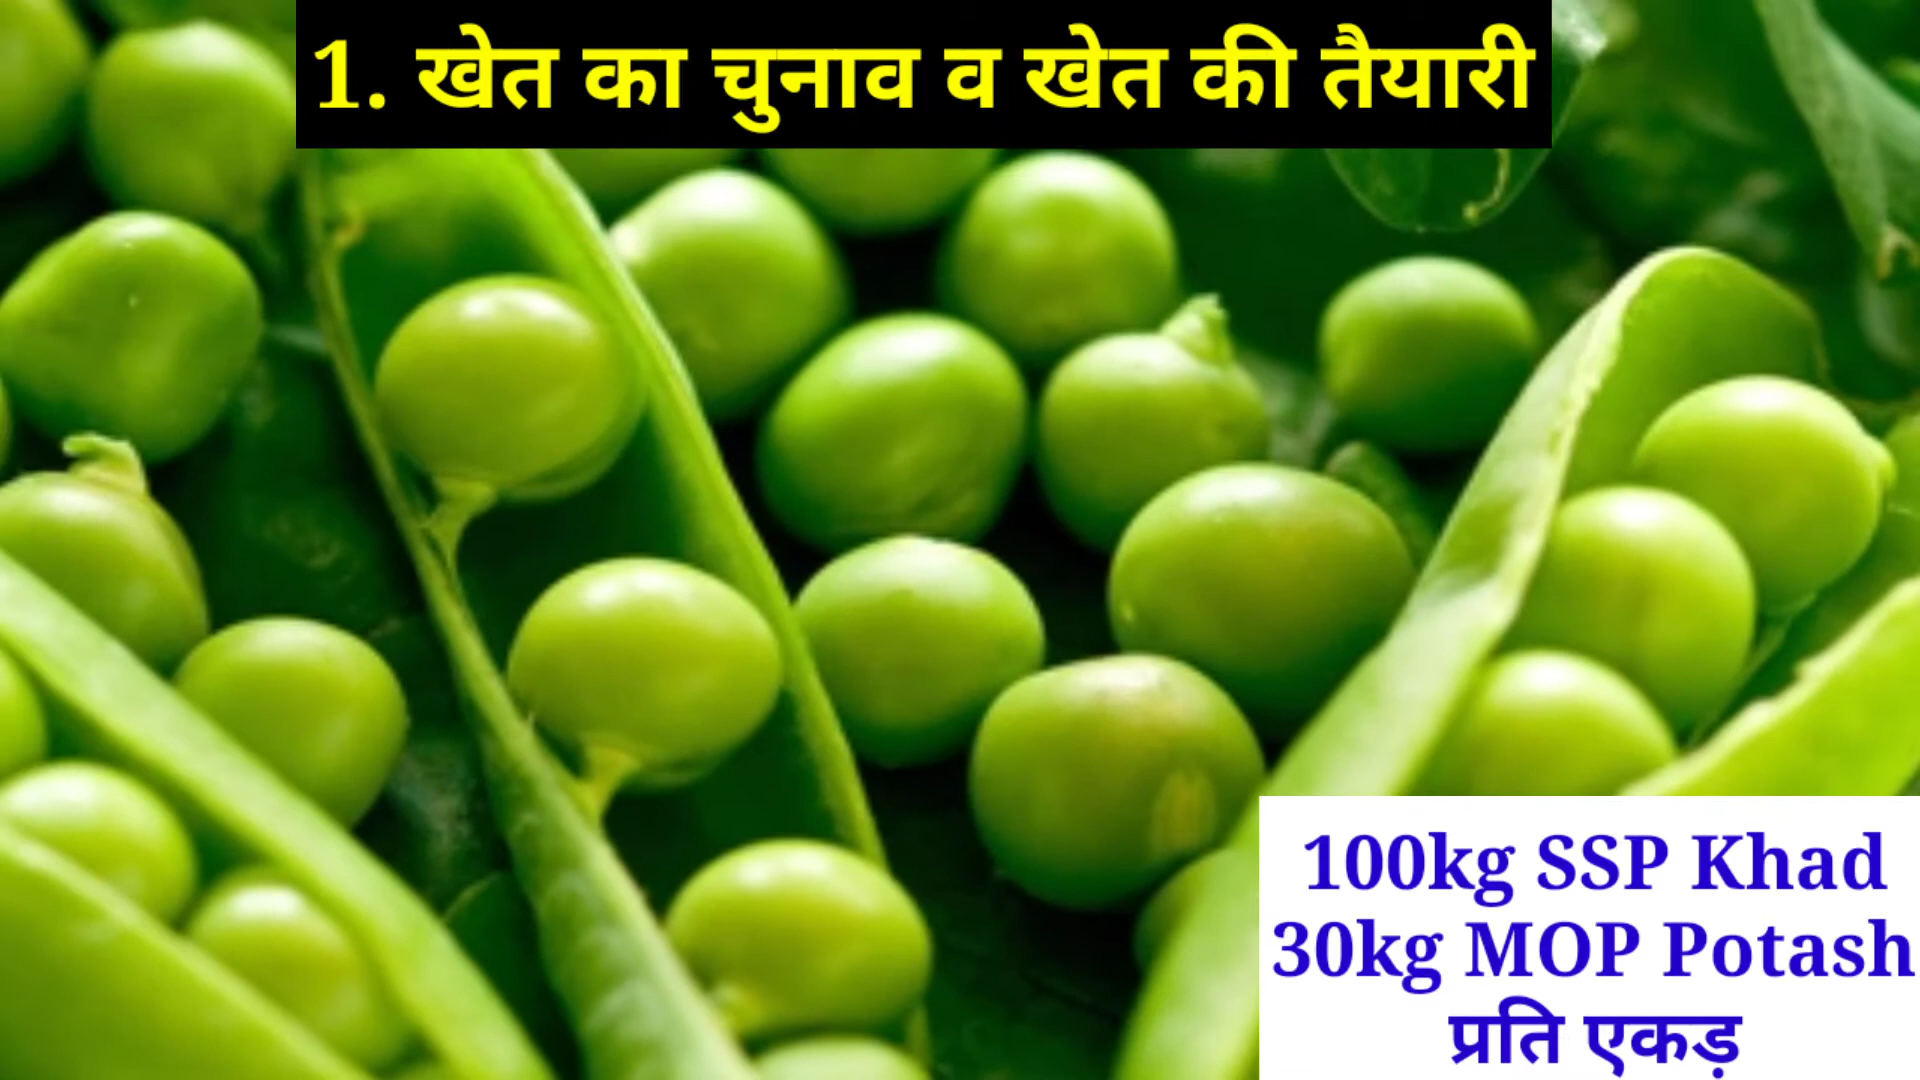 1. खेत का चुनाव व खेत की तैयारी
100kg SSP Khad
30kg MOP Potash
प्रति एकड़